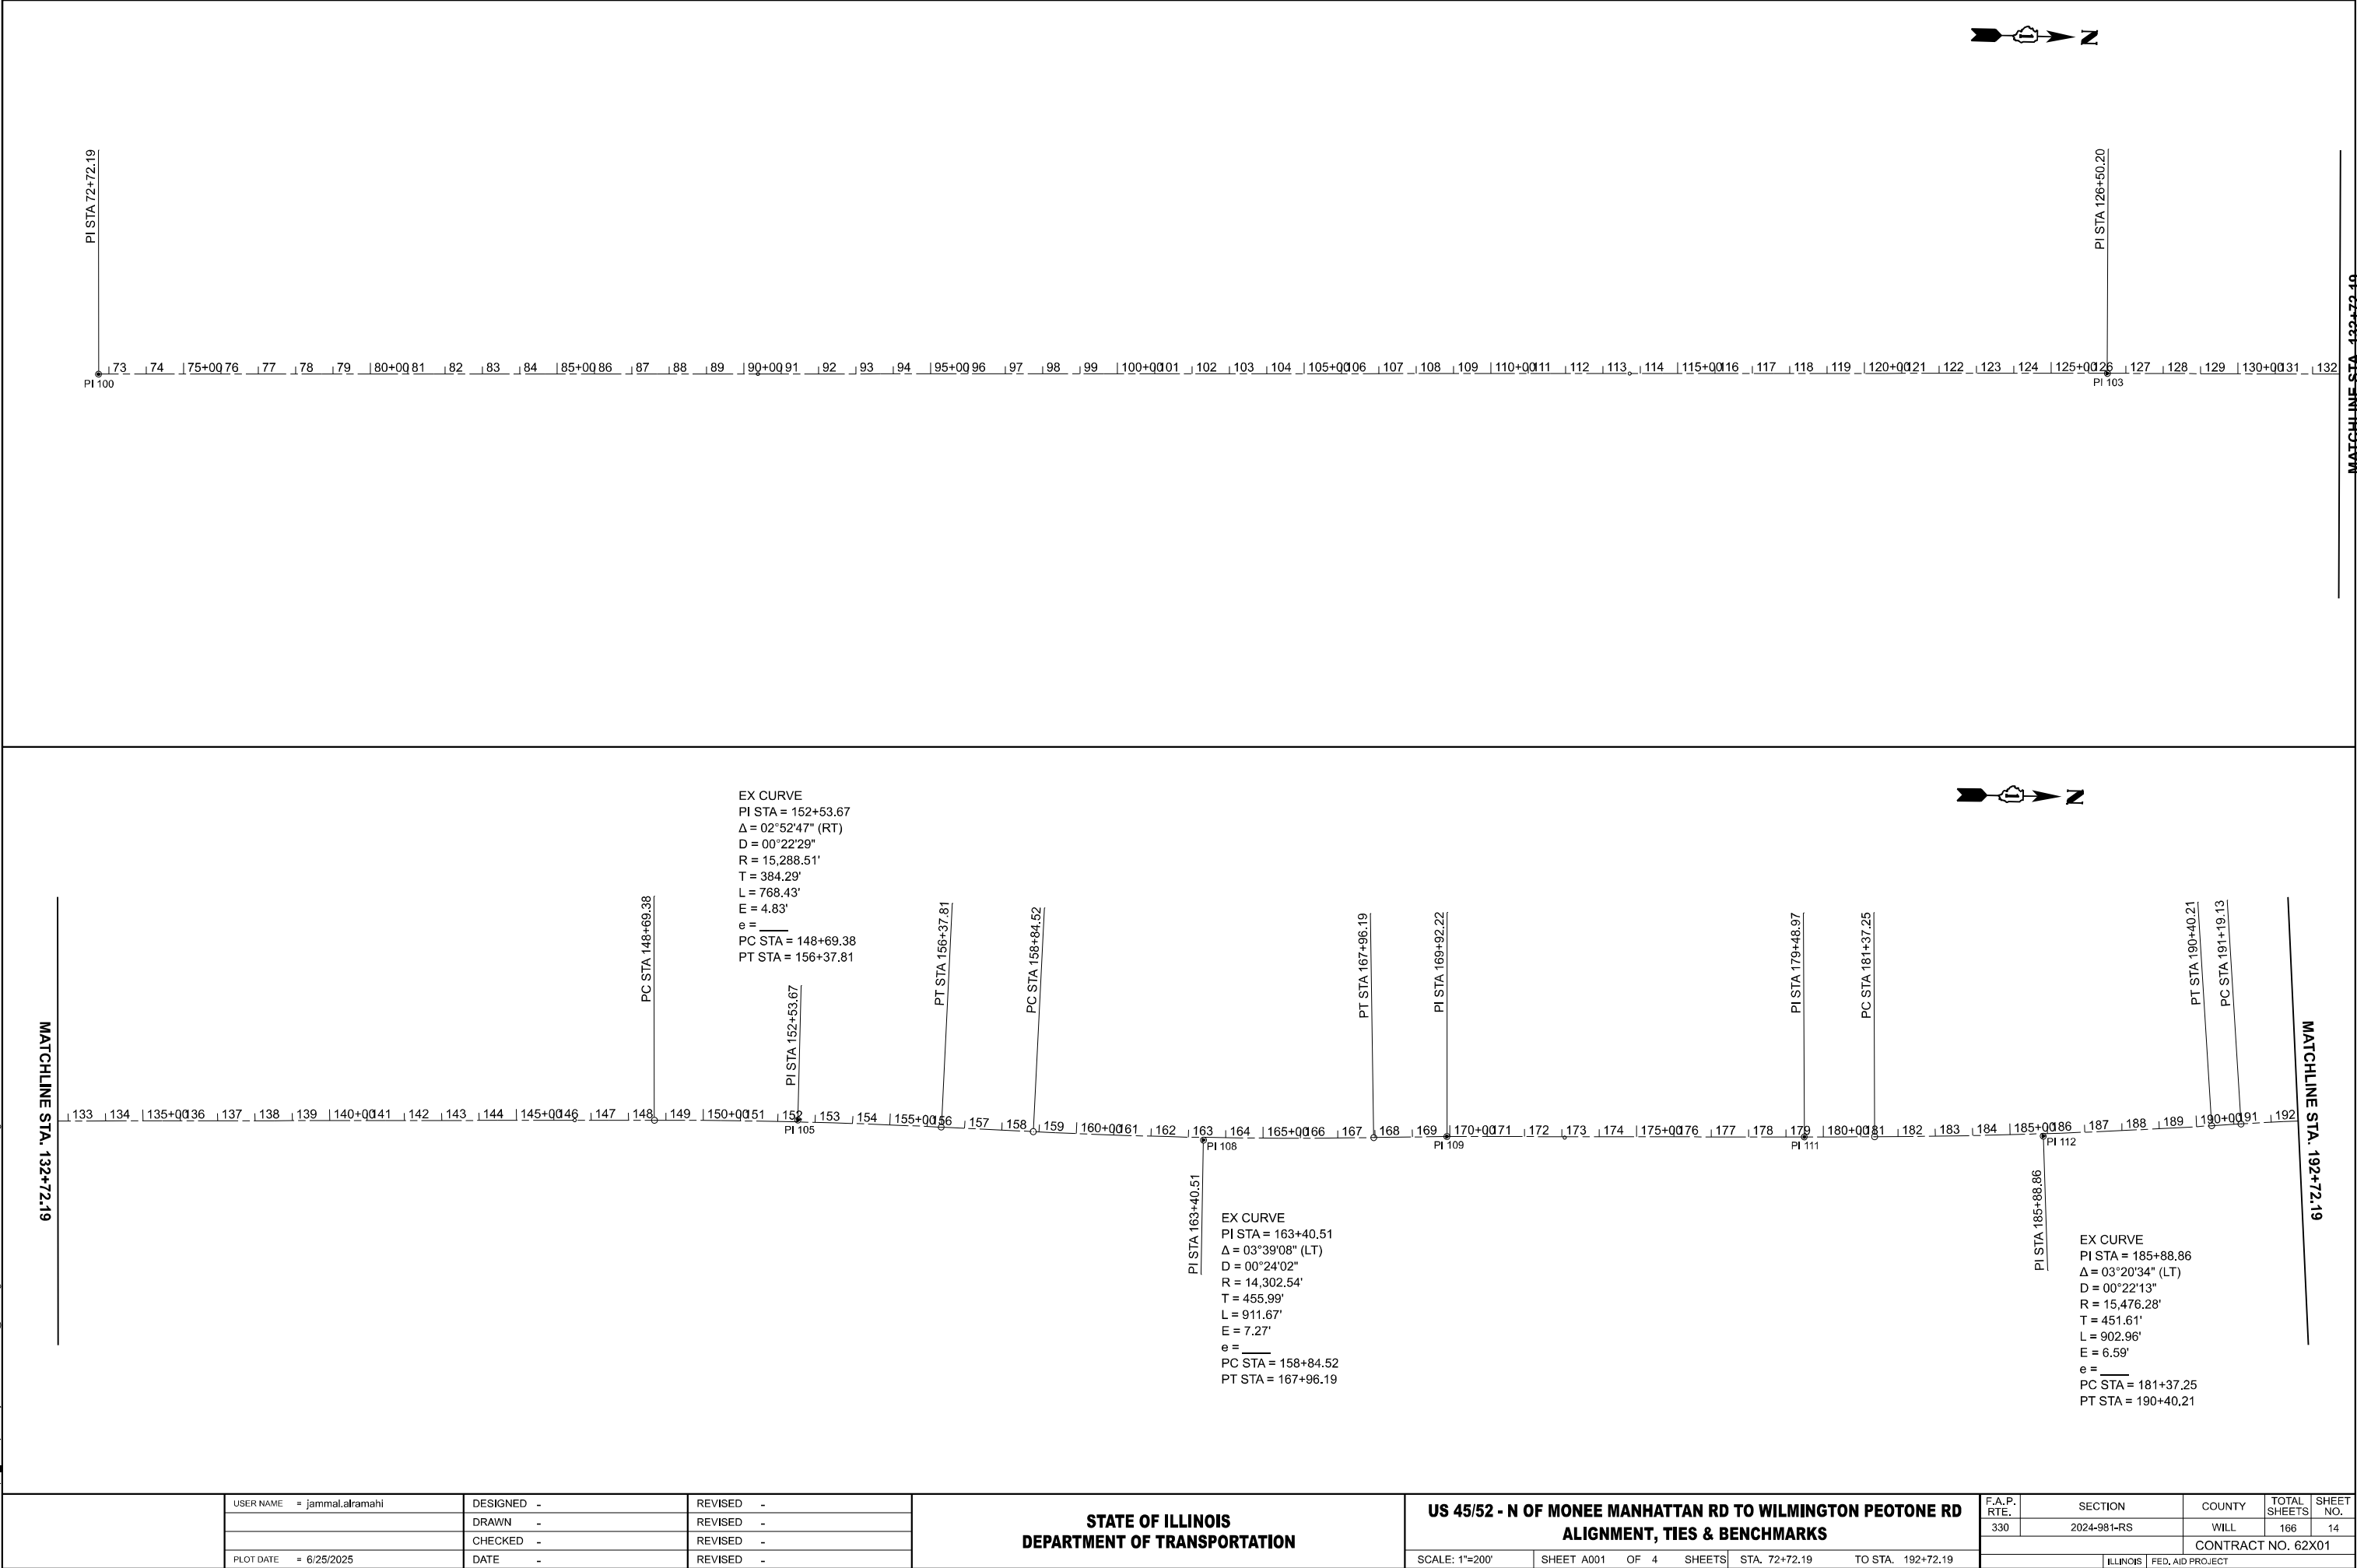 N
PI STA 72+72.19
PI STA 126+50.20
MATCHLINE STA. 132+72.19
73 74 75+00 76 77 78 79 80+00 81 82 83 84 85+00 86 87 88 89 90+00 91 92 93 94 95+00 96 97 98 99 100+00 101 102 103 104 105+00 106 107 108 109 110+00 111 112 113 114 115+00 116 117 118 119 120+00 121 122 123 124 125+00 126 127 128 129 130+00 131 132
PI 100
PI 103
N
EX CURVE
PI STA = 152+53.67
Δ = 02°52'47" (RT)
D = 00°22'29"
R = 15,288.51'
T = 384.29'
L = 768.43'
E = 4.83'
e = ____
PC STA = 148+69.38
PT STA = 156+37.81
PC STA 148+69.38
PI STA 152+53.67
PT STA 156+37.81
PC STA 158+84.52
PT STA 167+96.19
PI STA 169+92.22
PI STA 179+48.97
PC STA 181+37.25
PT STA 190+40.21
PC STA 191+19.13
MATCHLINE STA. 132+72.19
133 134 135+00 136 137 138 139 140+00 141 142 143 144 145+00 146 147 148 149 150+00 151 152 153 154 155+00 156 157 158 159 160+00 161 162 163 164 165+00 166 167 168 169 170+00 171 172 173 174 175+00 176 177 178 179 180+00 181 182 183 184 185+00 186 187 188 189 190+00 191 192
MATCHLINE STA. 192+72.19
PI 105
PI 108
PI 109
PI 111
PI 112
PI STA 163+40.51
EX CURVE
PI STA = 163+40.51
Δ = 03°39'08" (LT)
D = 00°24'02"
R = 14,302.54'
T = 455.99'
L = 911.67'
E = 7.27'
e = ____
PC STA = 158+84.52
PT STA = 167+96.19
PI STA 185+88.86
EX CURVE
PI STA = 185+88.86
Δ = 03°20'34" (LT)
D = 00°22'13"
R = 15,476.28'
T = 451.61'
L = 902.96'
E = 6.59'
e = ____
PC STA = 181+37.25
PT STA = 190+40.21
USER NAME = jammal.alramahi
DESIGNED -
REVISED -
DRAWN -
REVISED -
CHECKED -
REVISED -
PLOT DATE = 6/25/2025
DATE -
REVISED -
STATE OF ILLINOIS
DEPARTMENT OF TRANSPORTATION
US 45/52 - N OF MONEE MANHATTAN RD TO WILMINGTON PEOTONE RD
ALIGNMENT, TIES & BENCHMARKS
SCALE: 1"=200' SHEET A001 OF 4 SHEETS STA. 72+72.19 TO STA. 192+72.19
F.A.P. RTE. SECTION COUNTY TOTAL SHEETS SHEET NO.
330 2024-981-RS WILL 166 14
CONTRACT NO. 62X01
ILLINOIS FED. AID PROJECT